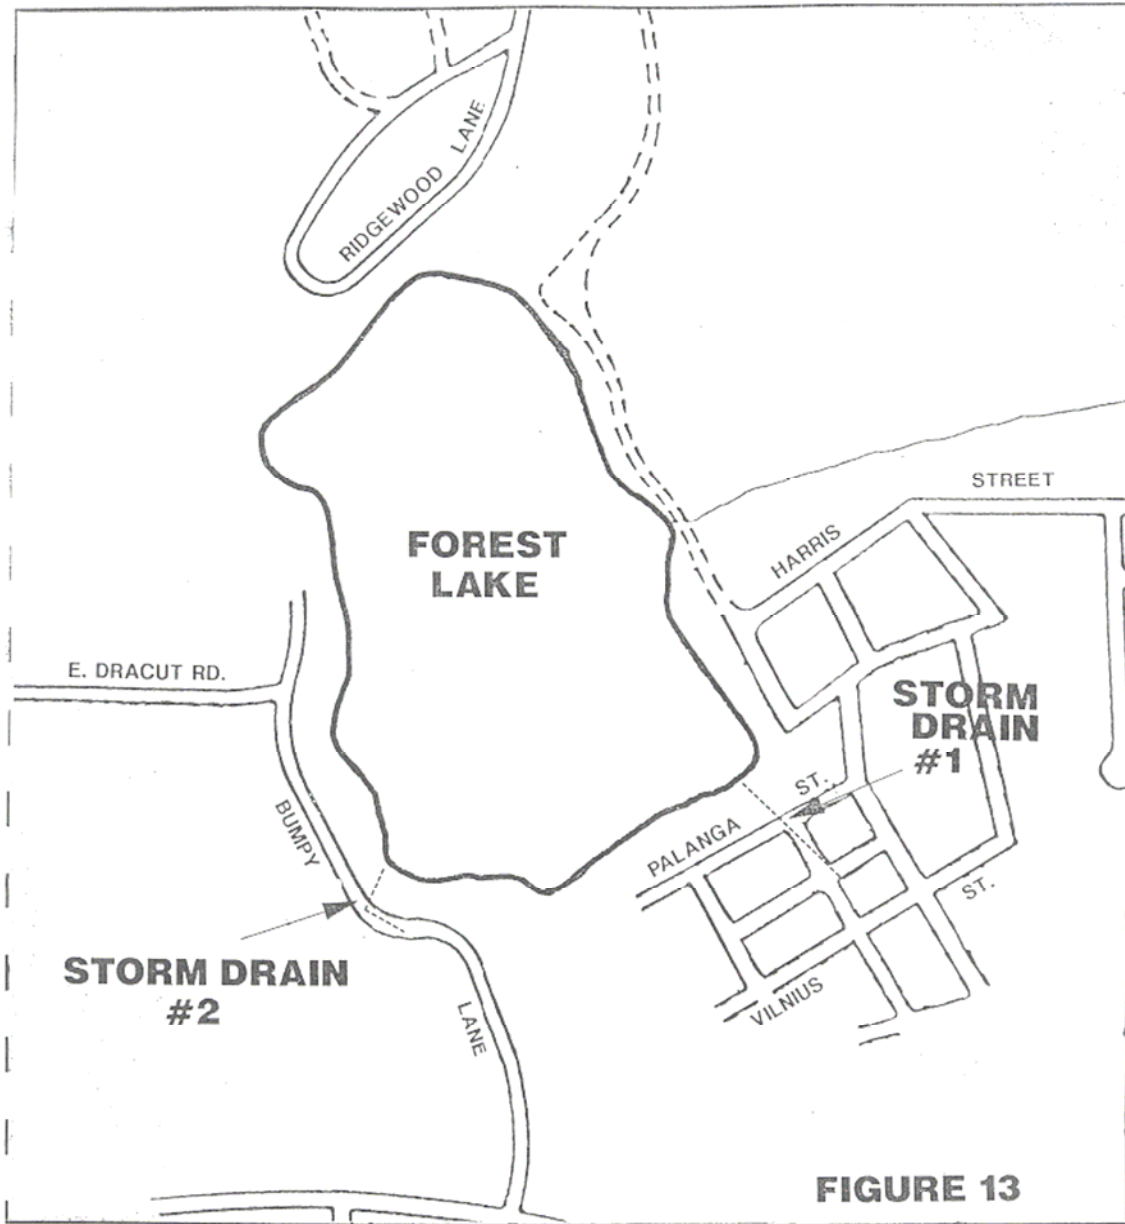 RIDGEWOOD LANE
FOREST
LAKE
STREET
HARRIS
E. DRACUT RD.
STORM
DRAIN
#1
ST.
PALANGA
BUMPY
ST.
STORM DRAIN
#2
VILNIUS
LANE
FIGURE 13